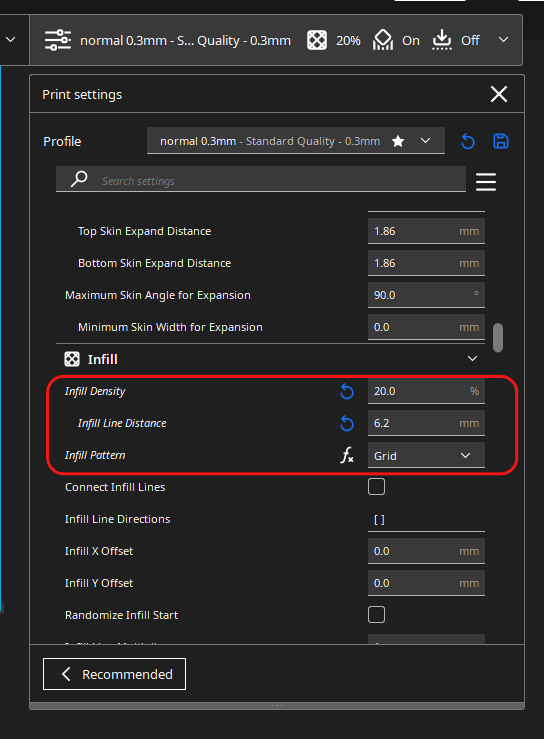 normal 0.3mm - S... Quality - 0.3mm 20% On Off
Print settings
Profile normal 0.3mm - Standard Quality - 0.3mm
Search settings
Top Skin Expand Distance 1.86 mm
Bottom Skin Expand Distance 1.86 mm
Maximum Skin Angle for Expansion 90.0 °
Minimum Skin Width for Expansion 0.0 mm
Infill
Infill Density 20.0 %
Infill Line Distance 6.2 mm
Infill Pattern fx Grid
Connect Infill Lines
Infill Line Directions [ ]
Infill X Offset 0.0 mm
Infill Y Offset 0.0 mm
Randomize Infill Start
Recommended